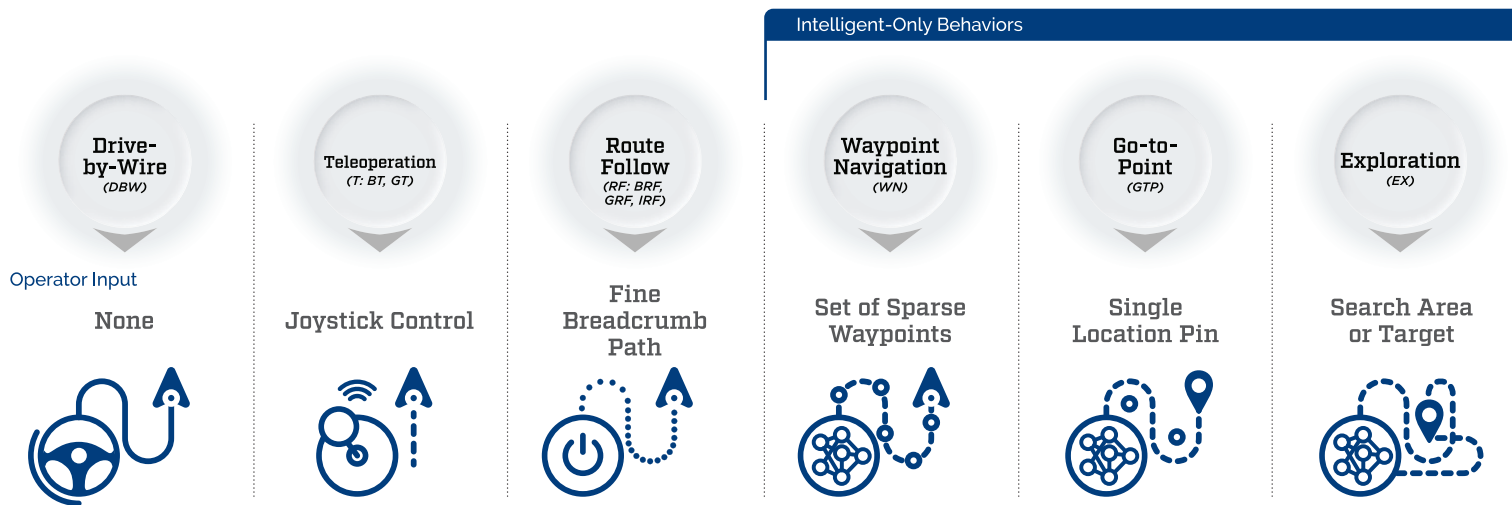 Intelligent-Only Behaviors
Drive-
by-Wire
(DBW)
Teleoperation
(T: BT, GT)
Route
Follow
(RF: BRF,
GRF, IRF)
Waypoint
Navigation
(WN)
Go-to-
Point
(GTP)
Exploration
(EX)
Operator Input
None
Joystick Control
Fine
Breadcrumb
Path
Set of Sparse
Waypoints
Single
Location Pin
Search Area
or Target